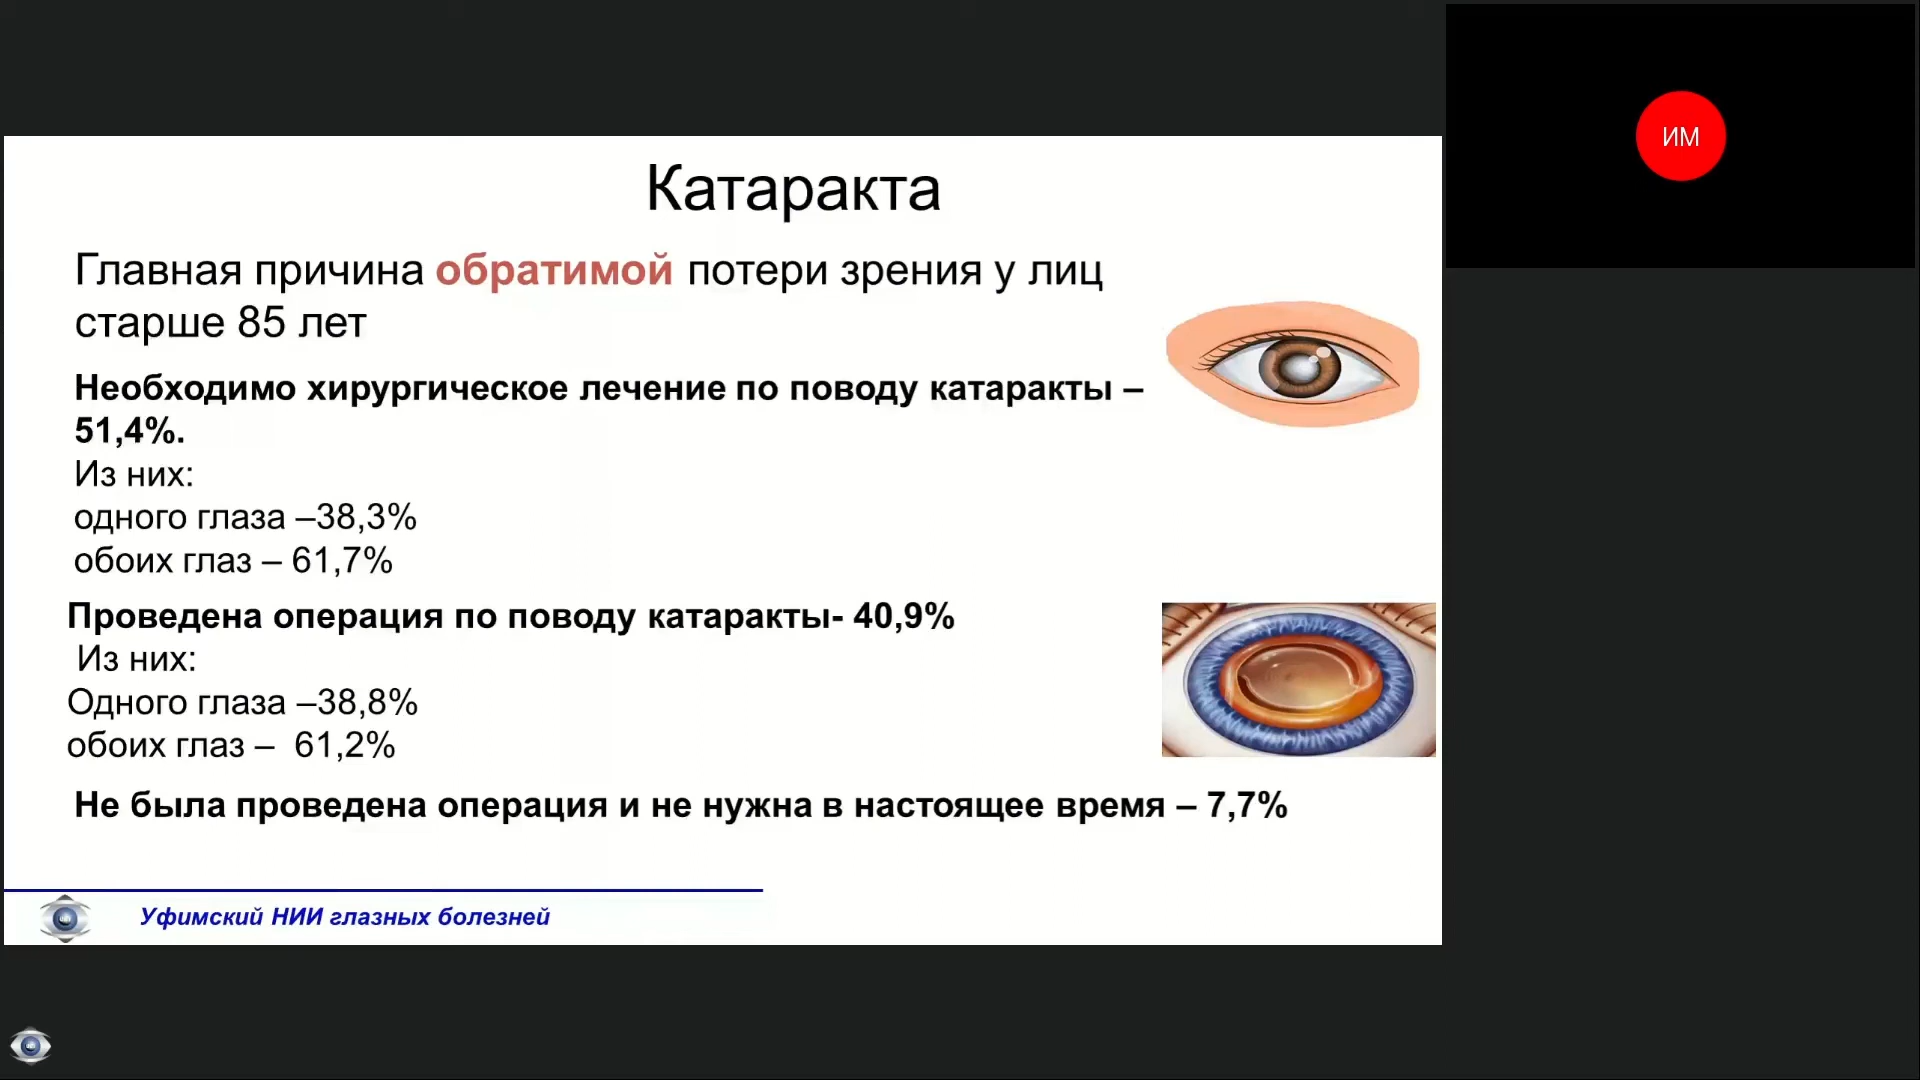 Катаракта
Главная причина обратимой потери зрения у лиц
старше 85 лет
Необходимо хирургическое лечение по поводу катаракты –
51,4%.
Из них:
одного глаза –38,3%
обоих глаз – 61,7%
Проведена операция по поводу катаракты- 40,9%
Из них:
Одного глаза –38,8%
обоих глаз –  61,2%
Не была проведена операция и не нужна в настоящее время – 7,7%
Уфимский НИИ глазных болезней
ИМ